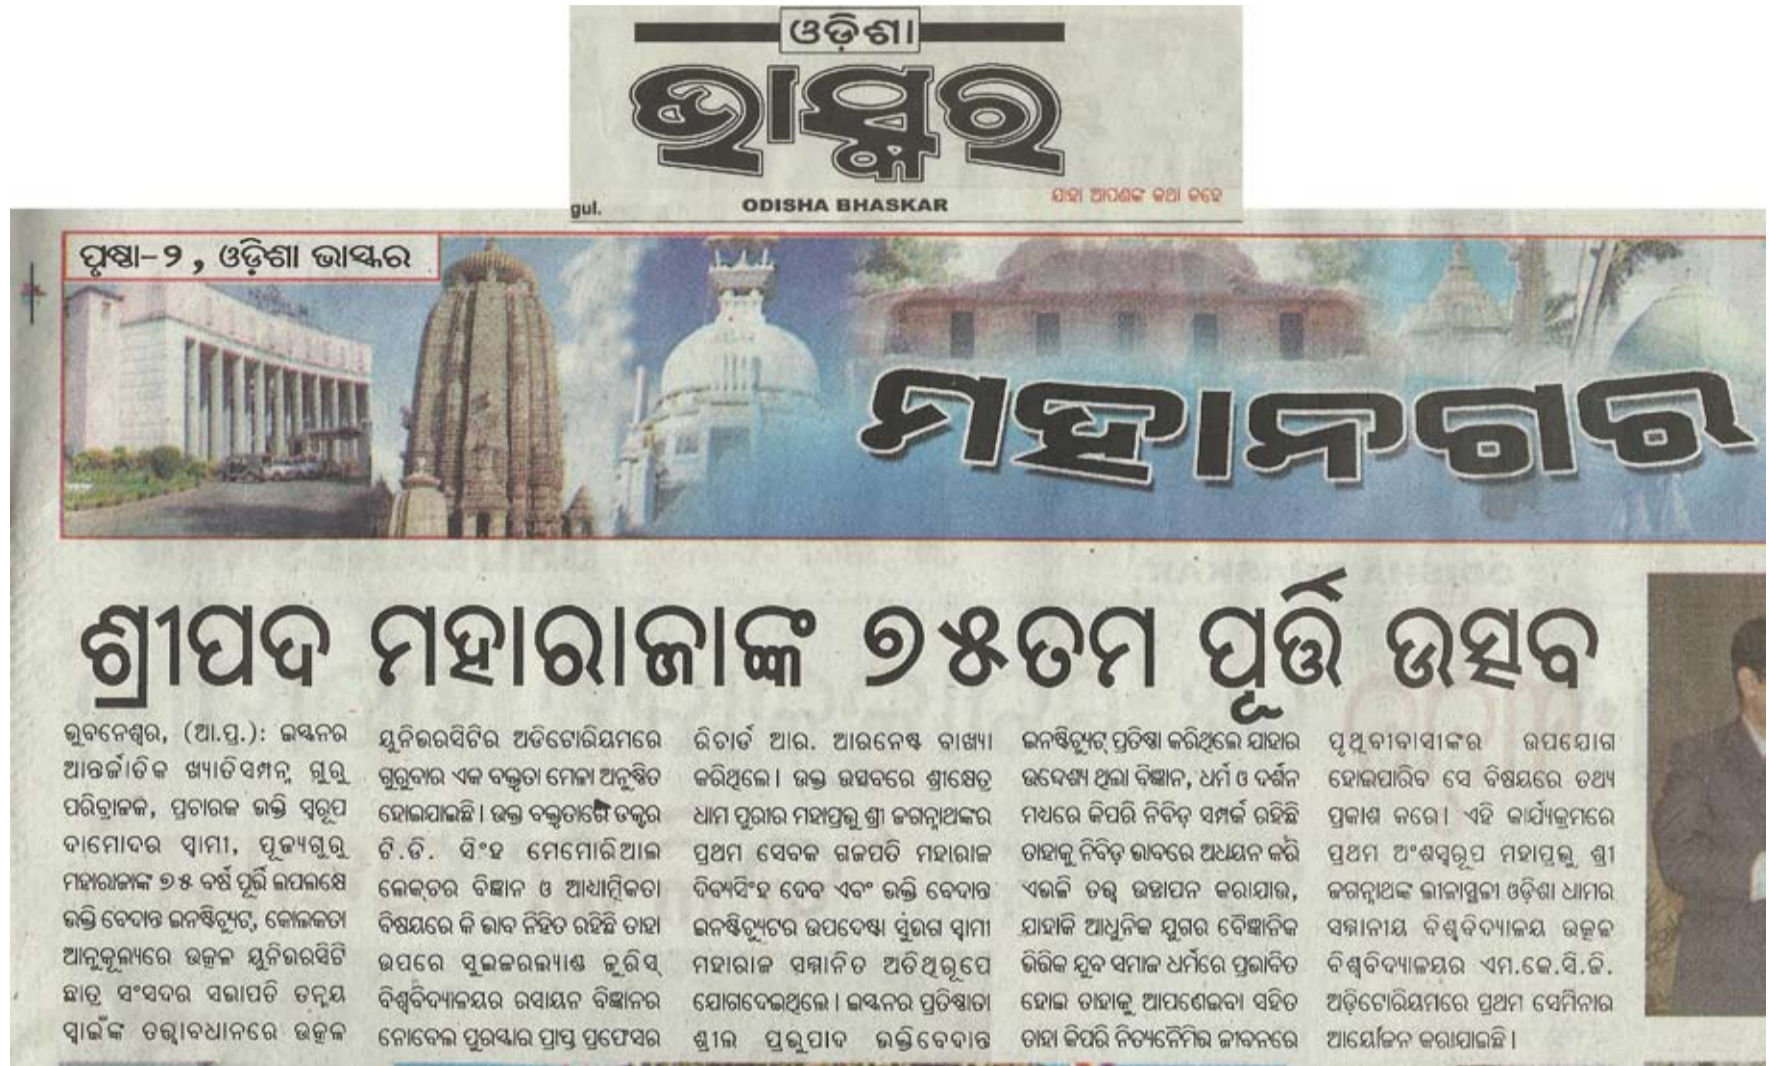 ଓଡ଼ିଶା
ଭାସ୍କର
gul.
ODISHA BHASKAR
ଯାହା ଆପଣଙ୍କ କଥା କହେ
ପୃଷ୍ଠା-୨, ଓଡ଼ିଶା ଭାସ୍କର
ମହାନଗର
ଶ୍ରୀପଦ ମହାରାଜାଙ୍କ ୭୫ତମ ପୂର୍ତ୍ତି ଉତ୍ସବ
ଭୁବନେଶ୍ୱର, (ଆ.ପ୍ର.): ଇସ୍କନର
ଆନ୍ତର୍ଜାତିକ ଖ୍ୟାତିସମ୍ପନ୍ନ ଗୁରୁ
ପରିବ୍ରାଜକ, ପ୍ରଚାରକ ଭକ୍ତି ସ୍ୱରୂପ
ଦାମୋଦର ସ୍ୱାମୀ, ପୂଜ୍ୟଗୁରୁ
ମହାରାଜାଙ୍କ ୭୫ ବର୍ଷ ପୂର୍ତ୍ତି ଉପଲକ୍ଷେ
ଭକ୍ତି ବେଦାନ୍ତ ଇନଷ୍ଟିଚ୍ୟୁଟ୍, କୋଲକତା
ଆନୁକୂଲ୍ୟରେ ଉତ୍କଳ ୟୁନିଭରସିଟି
ଛାତ୍ର ସଂସଦର ସଭାପତି ତନ୍ମୟ
ସ୍ୱାଇଁଙ୍କ ତତ୍ତ୍ୱାବଧାନରେ ଉତ୍କଳ
ୟୁନିଭରସିଟିର ଅଡିଟୋରିୟମରେ
ଗୁରୁବାର ଏକ ବକ୍ତୃତା ମେଳା ଅନୁଷ୍ଠିତ
ହୋଇଯାଇଛି। ଉକ୍ତ ବକ୍ତୃତାରେ ଡକ୍ଟର
ଟି.ଡି. ସିଂହ ମେମୋରିଆଲ
ଲେକ୍ଚର ବିଜ୍ଞାନ ଓ ଆଧ୍ୟାତ୍ମିକତା
ବିଷୟରେ କି ଭାବ ନିହିତ ରହିଛି ତାହା
ଉପରେ ସୁଇଜରଲ୍ୟାଣ୍ଡ ଜୁରିସ୍
ବିଶ୍ୱବିଦ୍ୟାଳୟର ରସାୟନ ବିଜ୍ଞାନର
ନୋବେଲ ପୁରସ୍କାର ପ୍ରାପ୍ତ ପ୍ରଫେସର
ରିଚାର୍ଡ ଆର. ଆରନେଷ୍ଟ ବାଖ୍ୟା
କରିଥିଲେ। ଉକ୍ତ ଉତ୍ସବରେ ଶ୍ରୀକ୍ଷେତ୍ର
ଧାମ ପୁରୀର ମହାପ୍ରଭୁ ଶ୍ରୀ ଜଗନ୍ନାଥଙ୍କର
ପ୍ରଥମ ସେବକ ଗଜପତି ମହାରାଜ
ଦିବ୍ୟସିଂହ ଦେବ ଏବଂ ଭକ୍ତି ବେଦାନ୍ତ
ଇନଷ୍ଟିଚ୍ୟୁଟର ଉପଦେଷ୍ଟା ସୁଭଗ ସ୍ୱାମୀ
ମହାରାଜ ସମ୍ମାନିତ ଅତିଥିରୂପେ
ଯୋଗଦେଇଥିଲେ। ଇସ୍କନର ପ୍ରତିଷ୍ଠାତା
ଶ୍ରୀଲ ପ୍ରଭୁପାଦ ଭକ୍ତିବେଦାନ୍ତ
ଇନଷ୍ଟିଚ୍ୟୁଟ୍ ପ୍ରତିଷ୍ଠା କରିଥିଲେ ଯାହାର
ଉଦ୍ଦେଶ୍ୟ ଥିଲା ବିଜ୍ଞାନ, ଧର୍ମ ଓ ଦର୍ଶନ
ମଧ୍ୟରେ କିପରି ନିବିଡ଼ ସମ୍ପର୍କ ରହିଛି
ତାହାକୁ ନିବିଡ଼ ଭାବରେ ଅଧ୍ୟୟନ କରି
ଏଭଳି ତତ୍ତ୍ୱ ଉତ୍ଥାପନ କରାଯାଉ,
ଯାହାକି ଆଧୁନିକ ଯୁଗର ବୈଜ୍ଞାନିକ
ଭିତ୍ତିକ ଯୁବ ସମାଜ ଧର୍ମରେ ପ୍ରଭାବିତ
ହୋଇ ତାହାକୁ ଆପଣେଇବା ସହିତ
ତାହା କିପରି ନିତ୍ୟନୈମିତ୍ତ ଜୀବନରେ
ପୃଥିବୀବାସୀଙ୍କର ଉପଯୋଗ
ହୋଇପାରିବ ସେ ବିଷୟରେ ତଥ୍ୟ
ପ୍ରକାଶ କରେ। ଏହି କାର୍ଯ୍ୟକ୍ରମରେ
ପ୍ରଥମ ଅଂଶସ୍ୱରୂପ ମହାପ୍ରଭୁ ଶ୍ରୀ
ଜଗନ୍ନାଥଙ୍କ ଲୀଳାସ୍ଥଳୀ ଓଡ଼ିଶା ଧାମର
ସମ୍ମାନୀୟ ବିଶ୍ୱବିଦ୍ୟାଳୟ ଉତ୍କଳ
ବିଶ୍ୱବିଦ୍ୟାଳୟର ଏମ.କେ.ସି.ଜି.
ଅଡ଼ିଟୋରିୟମରେ ପ୍ରଥମ ସେମିନାର
ଆୟୋଜନ କରାଯାଇଛି।